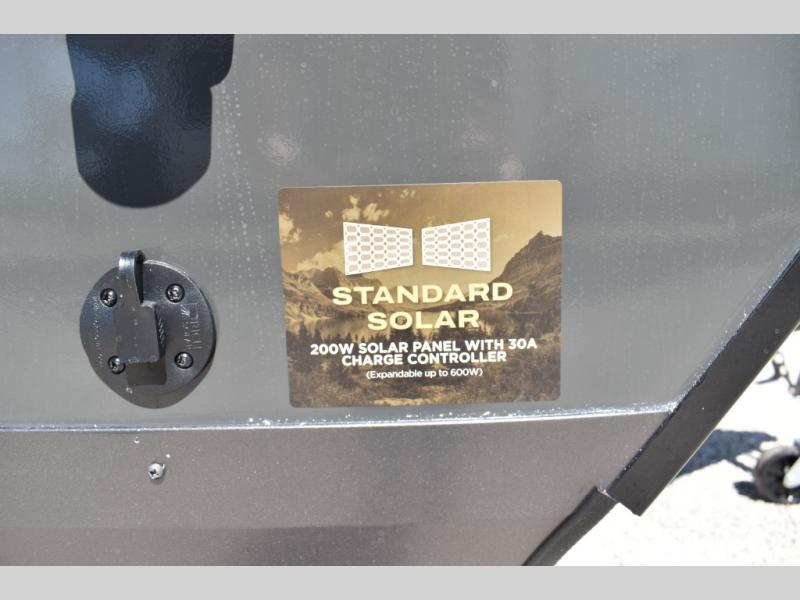 STANDARD
SOLAR
200W SOLAR PANEL WITH 30A
CHARGE CONTROLLER
(Expandable up to 600W)